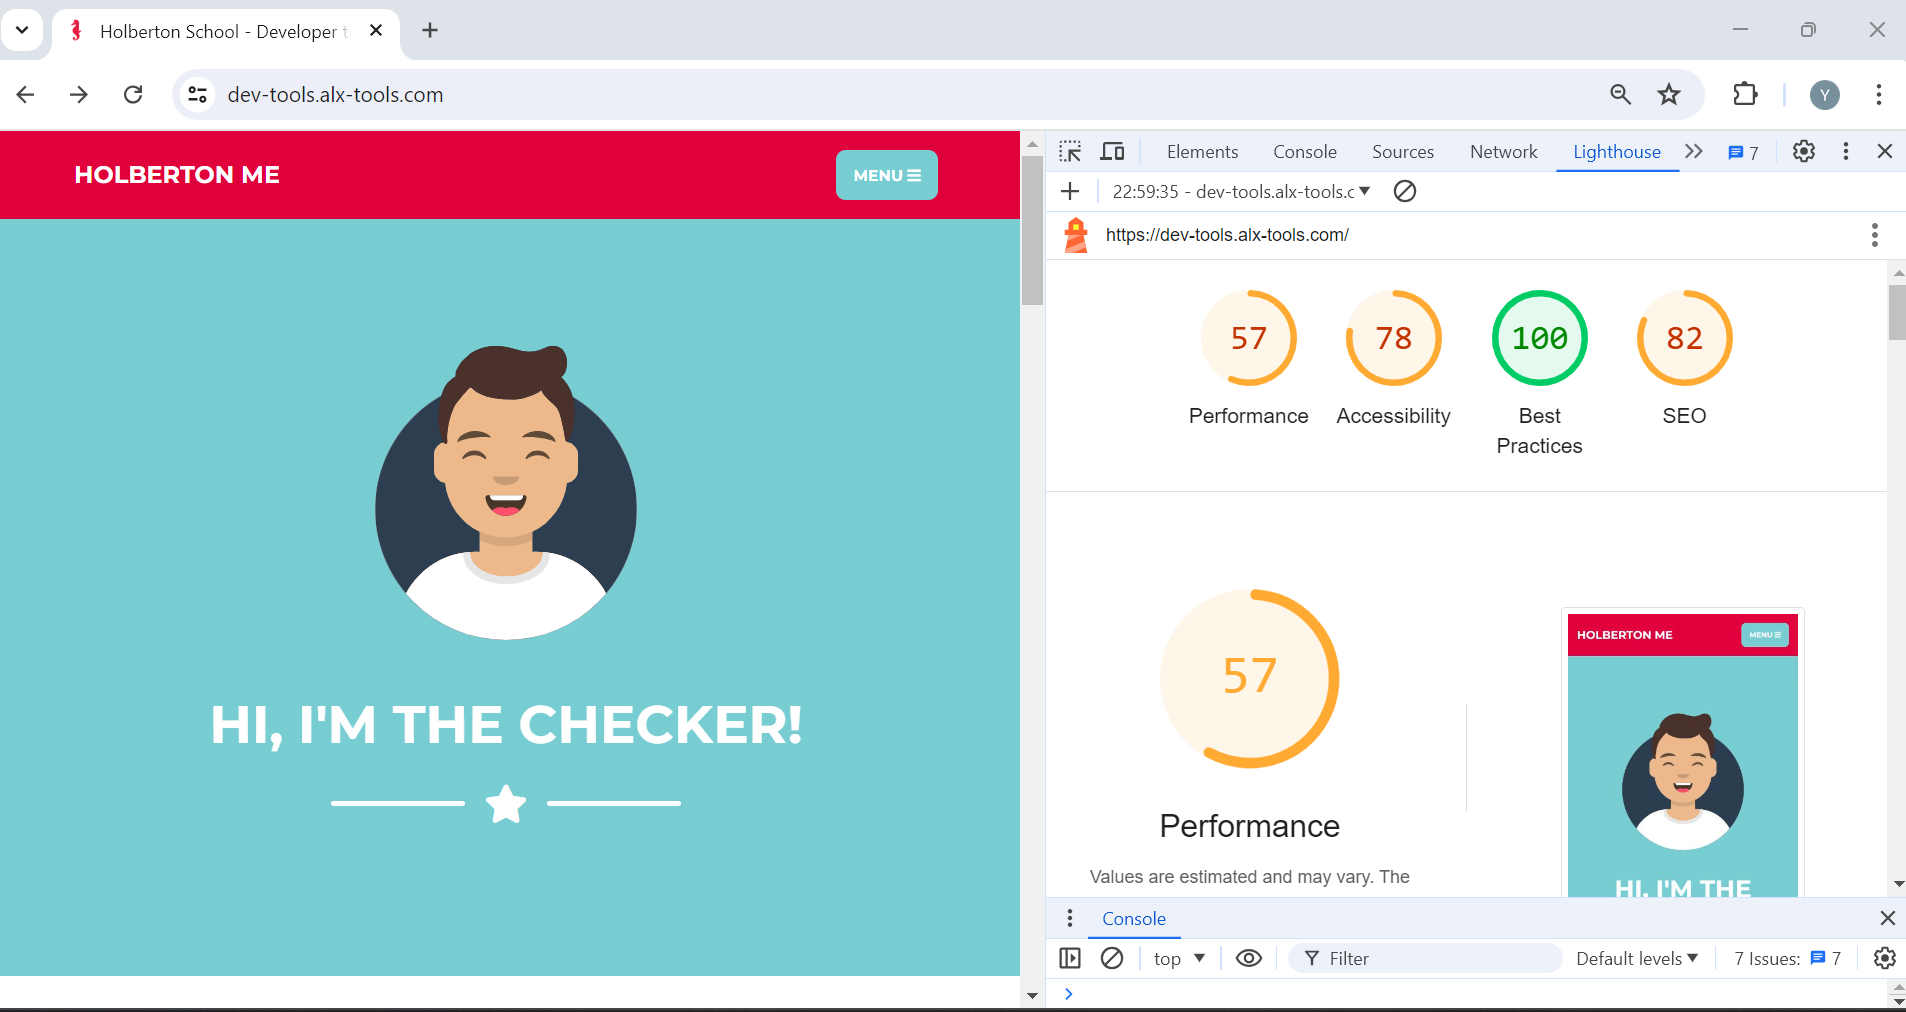 Holberton School - Developer t
dev-tools.alx-tools.com
Y
HOLBERTON ME
MENU
HI, I'M THE CHECKER!
Elements Console Sources Network Lighthouse 7
22:59:35 - dev-tools.alx-tools.c
https://dev-tools.alx-tools.com/
57 78 100 82
Performance Accessibility Best Practices SEO
57
Performance
Values are estimated and may vary. The
HOLBERTON ME
MENU
HI, I'M THE
Console
top Filter Default levels 7 Issues: 7